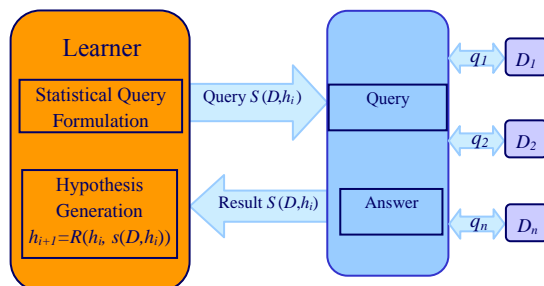 Learner
Statistical Query
Formulation
Query S(D,hᵢ)
Query
Hypothesis
Generation
hᵢ₊₁=R(hᵢ, s(D,hᵢ))
Result S(D,hᵢ)
Answer
q₁
D₁
q₂
D₂
qₙ
Dₙ